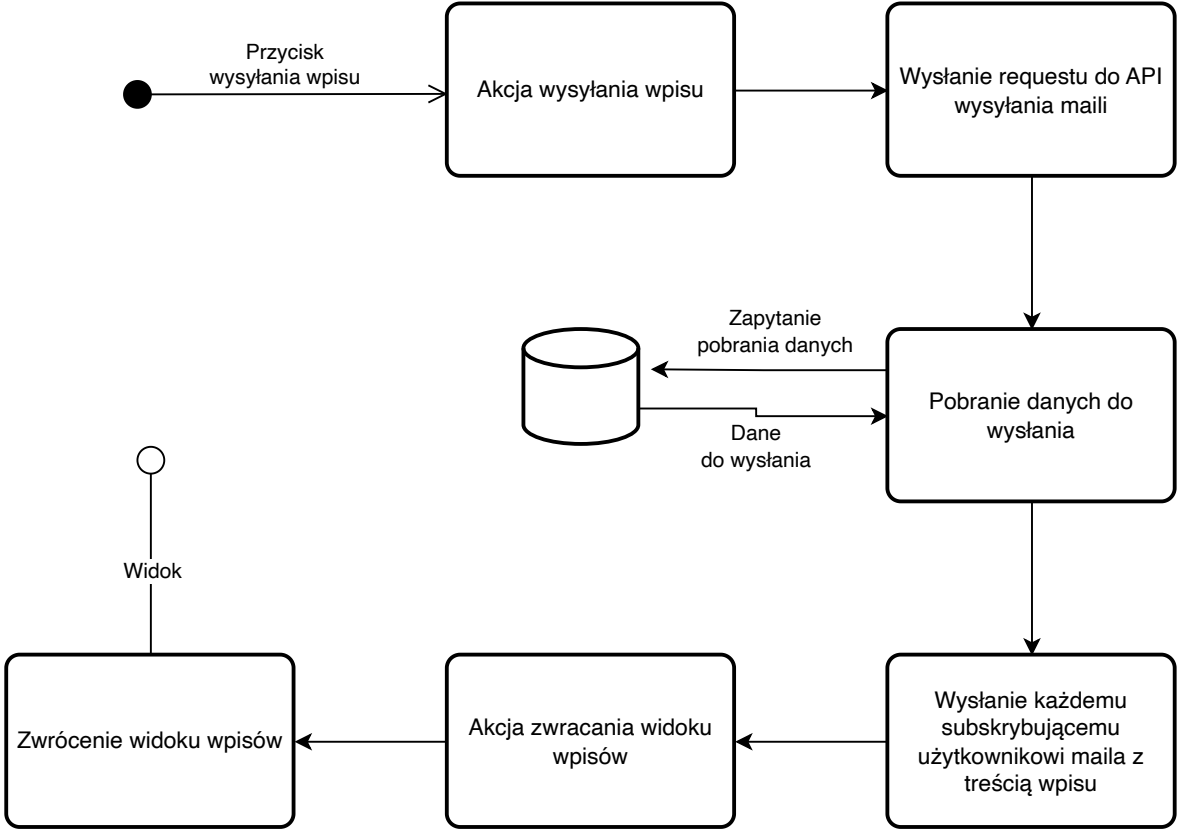 Przycisk
wysyłania wpisu
Akcja wysyłania wpisu
Wysłanie requestu do API
wysyłania maili
Zapytanie
pobrania danych
Dane
do wysłania
Pobranie danych do
wysłania
Widok
Zwrócenie widoku wpisów
Akcja zwracania widoku
wpisów
Wysłanie każdemu
subskrybującemu
użytkownikowi maila z
treścią wpisu